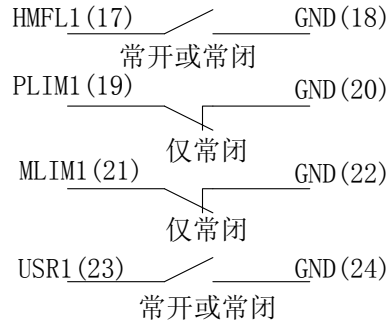 HMFL1(17) GND(18)
常开或常闭
PLIM1(19) GND(20)
仅常闭
MLIM1(21) GND(22)
仅常闭
USR1(23) GND(24)
常开或常闭